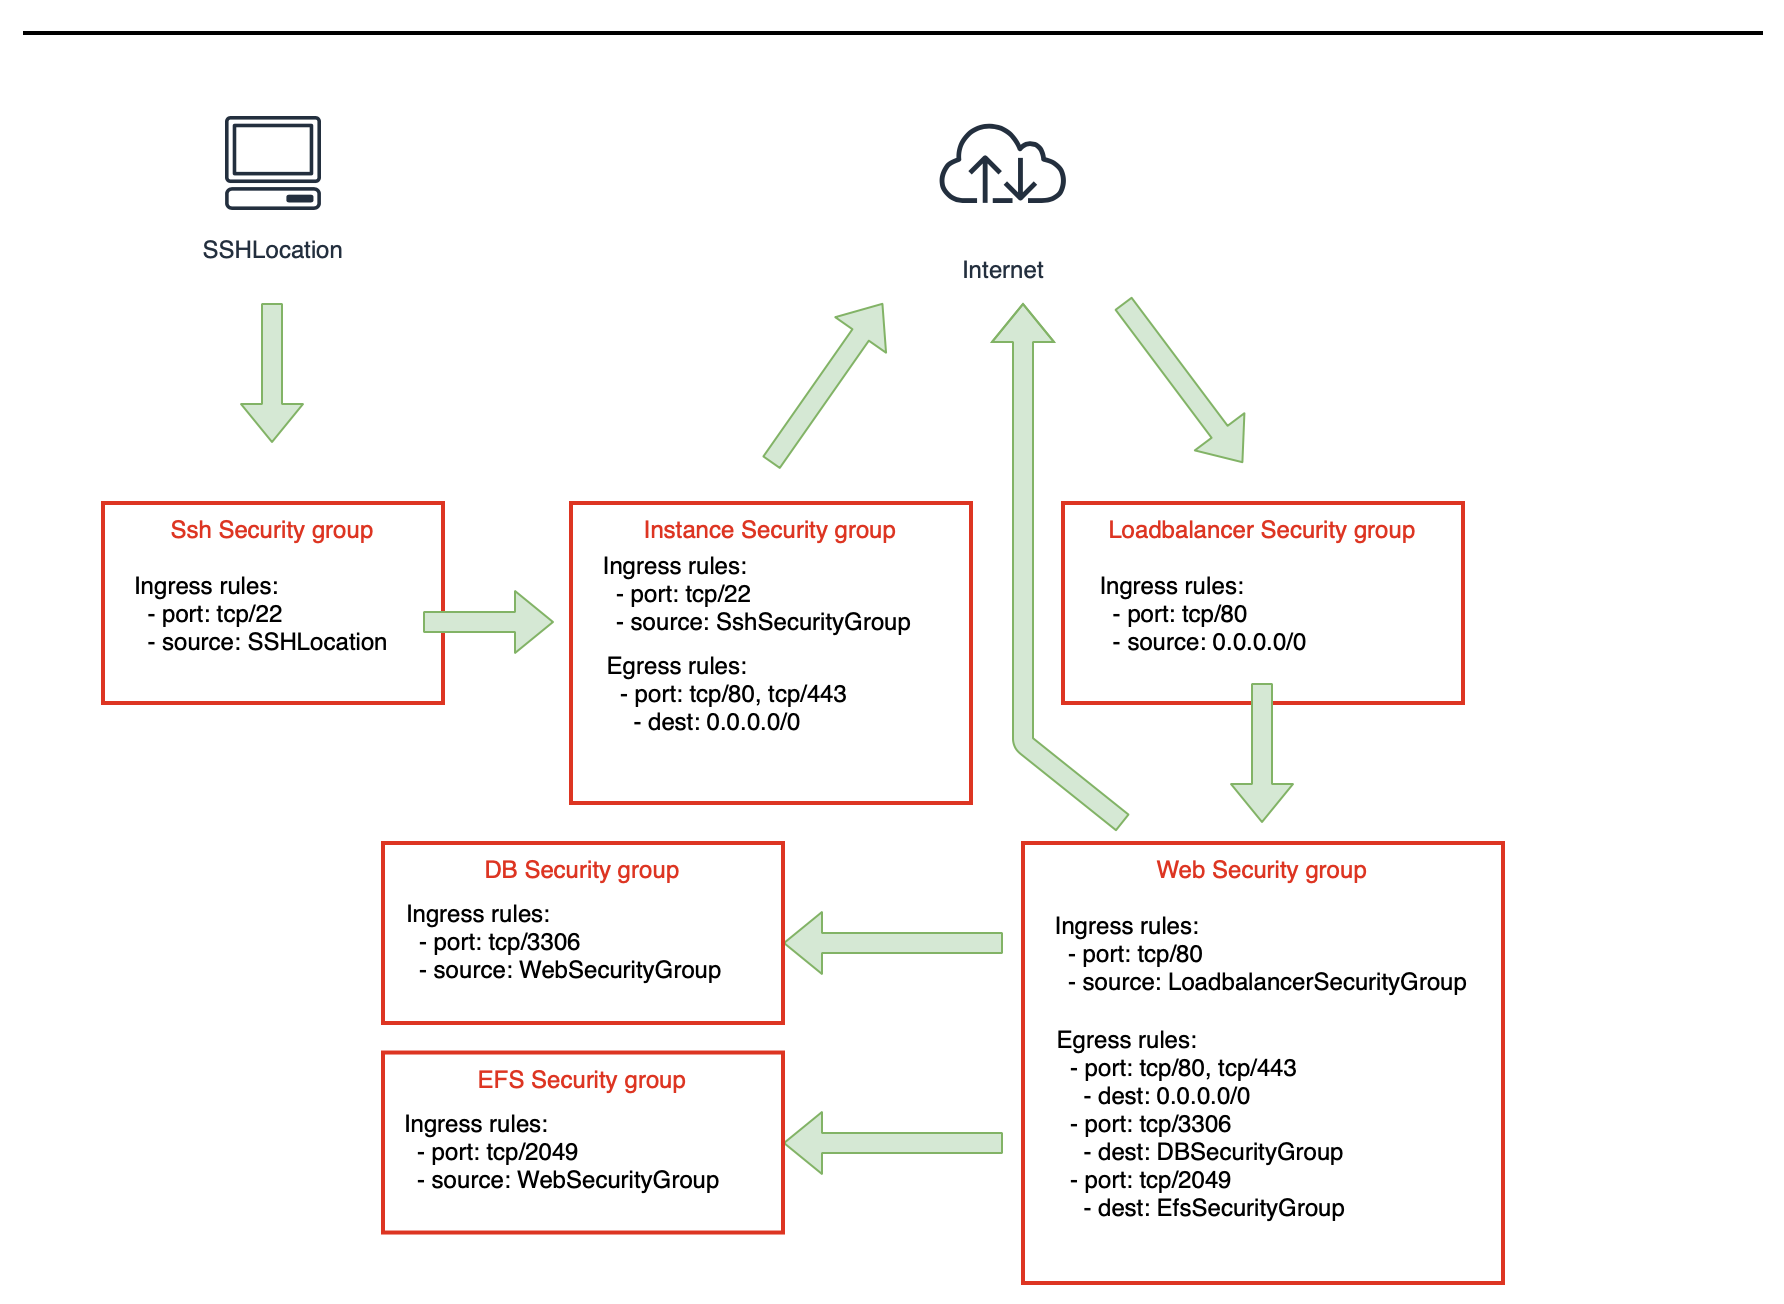 SSHLocation
Internet
Ssh Security group
Ingress rules:
- port: tcp/22
- source: SSHLocation
Instance Security group
Ingress rules:
- port: tcp/22
- source: SshSecurityGroup
Egress rules:
- port: tcp/80, tcp/443
- dest: 0.0.0.0/0
Loadbalancer Security group
Ingress rules:
- port: tcp/80
- source: 0.0.0.0/0
DB Security group
Ingress rules:
- port: tcp/3306
- source: WebSecurityGroup
EFS Security group
Ingress rules:
- port: tcp/2049
- source: WebSecurityGroup
Web Security group
Ingress rules:
- port: tcp/80
- source: LoadbalancerSecurityGroup
Egress rules:
- port: tcp/80, tcp/443
- dest: 0.0.0.0/0
- port: tcp/3306
- dest: DBSecurityGroup
- port: tcp/2049
- dest: EfsSecurityGroup